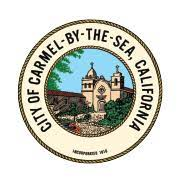 CITY OF CARMEL-BY-THE-SEA, CALIFORNIA
INCORPORATED 1916